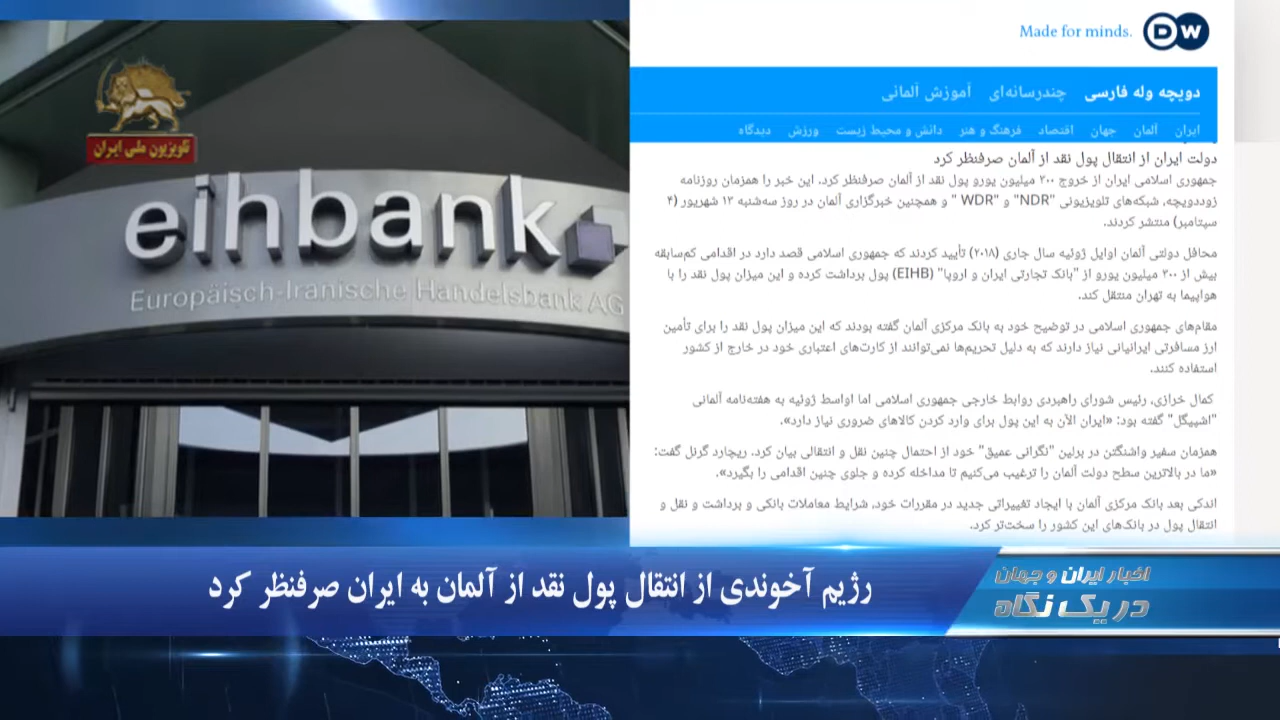 تلویزیون ملی ایران
eihbank
Europäisch-Iranische Handelsbank AG
Made for minds.
DW
دویچه وله فارسی چندرسانه‌ای آموزش آلمانی
ایران آلمان جهان اقتصاد فرهنگ و هنر دانش و محیط زیست ورزش دیدگاه
دولت ایران از انتقال پول نقد از آلمان صرفنظر کرد
جمهوری اسلامی ایران از خروج ۳۰۰ میلیون یورو پول نقد از آلمان صرفنظر کرد. این خبر را همزمان روزنامه
زوددویچه، شبکه‌های تلویزیونی "NDR" و "WDR " و همچنین خبرگزاری آلمان در روز سه‌شنبه ۱۳ شهریور (۴
سپتامبر) منتشر کردند.
محافل دولتی آلمان اوایل ژوئیه سال جاری (۲۰۱۸) تأیید کردند که جمهوری اسلامی قصد دارد در اقدامی کم‌سابقه
بیش از ۳۰۰ میلیون یورو از "بانک تجارتی ایران و اروپا" (EIHB) پول برداشت کرده و این میزان پول نقد را با
هواپیما به تهران منتقل کند.
مقام‌های جمهوری اسلامی در توضیح خود به بانک مرکزی آلمان گفته بودند که این میزان پول نقد را برای تأمین
ارز مسافرتی ایرانیانی نیاز دارند که به دلیل تحریم‌ها نمی‌توانند از کارت‌های اعتباری خود در خارج از کشور
استفاده کنند.
کمال خرازی، رئیس شورای راهبردی روابط خارجی جمهوری اسلامی اما اواسط ژوئیه به هفته‌نامه آلمانی
"اشپیگل" گفته بود: «ایران الآن به این پول برای وارد کردن کالاهای ضروری نیاز دارد».
همزمان سفیر واشنگتن در برلین "نگرانی عمیق" خود از احتمال چنین نقل و انتقالی بیان کرد. ریچارد گرنل گفت:
«ما در بالاترین سطح دولت آلمان را ترغیب می‌کنیم تا مداخله کرده و جلوی چنین اقدامی را بگیرد».
اندکی بعد بانک مرکزی آلمان با ایجاد تغییراتی جدید در مقررات خود، شرایط معاملات بانکی و برداشت و نقل و
انتقال پول در بانک‌های این کشور را سخت‌تر کرد.
اخبار ایران و جهان
در یک نگاه
رژیم آخوندی از انتقال پول نقد از آلمان به ایران صرفنظر کرد